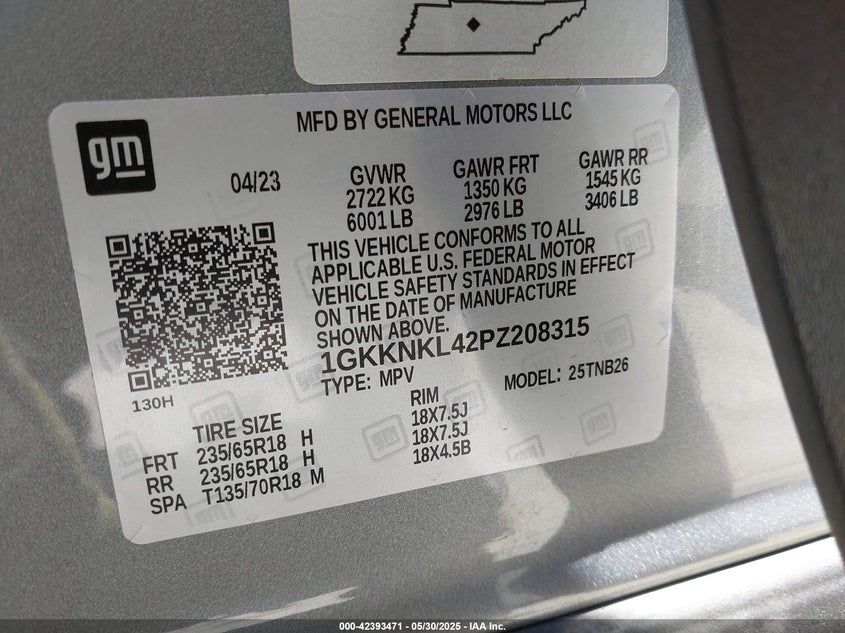 gm
MFD BY GENERAL MOTORS LLC
04/23
GVWR GAWR FRT GAWR RR
2722 KG 1350 KG 1545 KG
6001 LB 2976 LB 3406 LB
THIS VEHICLE CONFORMS TO ALL
APPLICABLE U.S. FEDERAL MOTOR
VEHICLE SAFETY STANDARDS IN EFFECT
ON THE DATE OF MANUFACTURE
SHOWN ABOVE.
1GKKNKL42PZ208315
TYPE: MPV MODEL: 25TNB26
130H
TIRE SIZE RIM
FRT 235/65R18 H 18X7.5J
RR 235/65R18 H 18X7.5J
SPA T135/70R18 M 18X4.5B
000-42393471 - 05/30/2025 - IAA Inc.